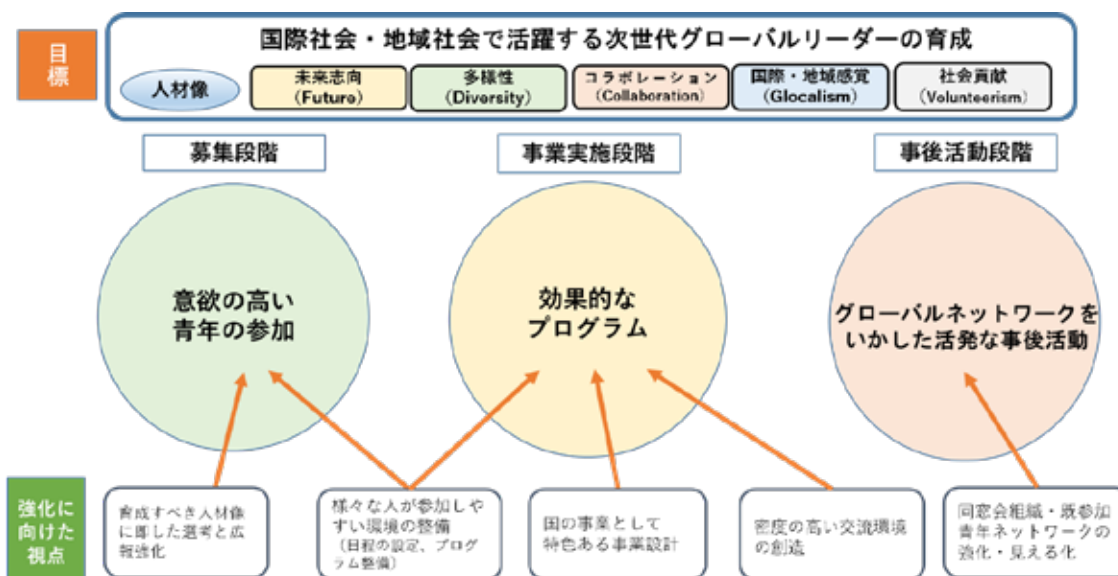 目
標
国際社会・地域社会で活躍する次世代グローバルリーダーの育成
人材像
未来志向
(Future)
多様性
(Diversity)
コラボレーション
(Collaboration)
国際・地域感覚
(Glocalism)
社会貢献
(Volunteerism)
募集段階
事業実施段階
事後活動段階
意欲の高い
青年の参加
効果的な
プログラム
グローバルネットワークを
いかした活発な事後活動
強化に
向けた
視点
育成すべき人材像
に即した選考と広
報強化
様々な人が参加しや
すい環境の整備
(日程の設定、プログ
ラム整備)
国の事業として
特色ある事業設計
密度の高い交流環境
の創造
同窓会組織・既参加
青年ネットワークの
強化・見える化